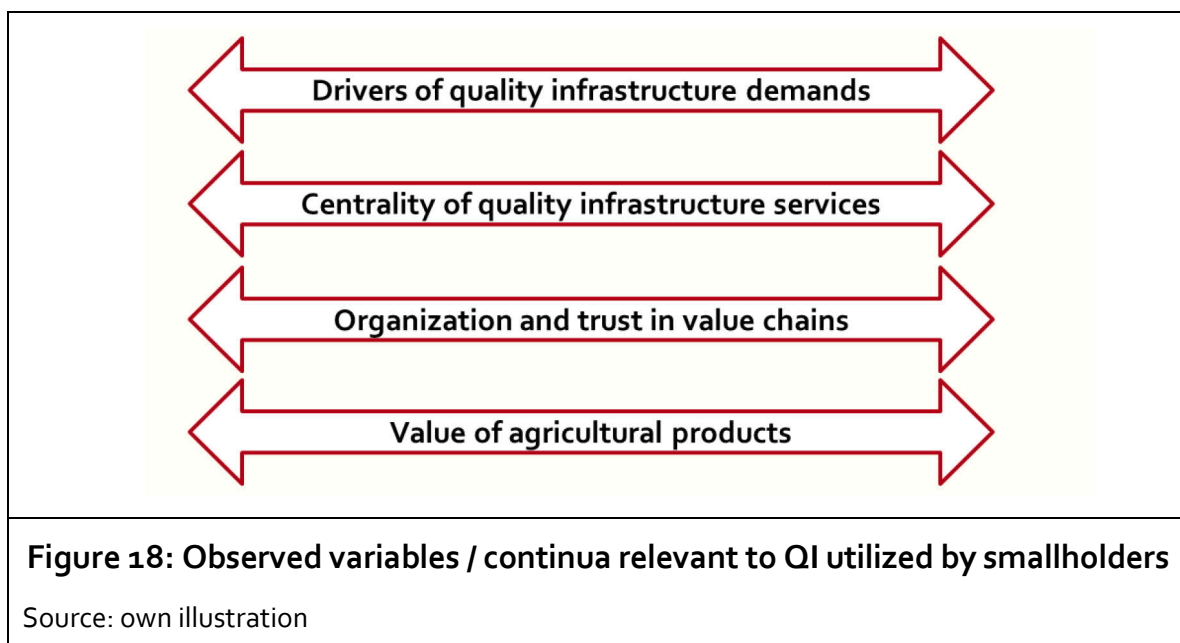 Drivers of quality infrastructure demands
Centrality of quality infrastructure services
Organization and trust in value chains
Value of agricultural products
Figure 18: Observed variables / continua relevant to QI utilized by smallholders
Source: own illustration